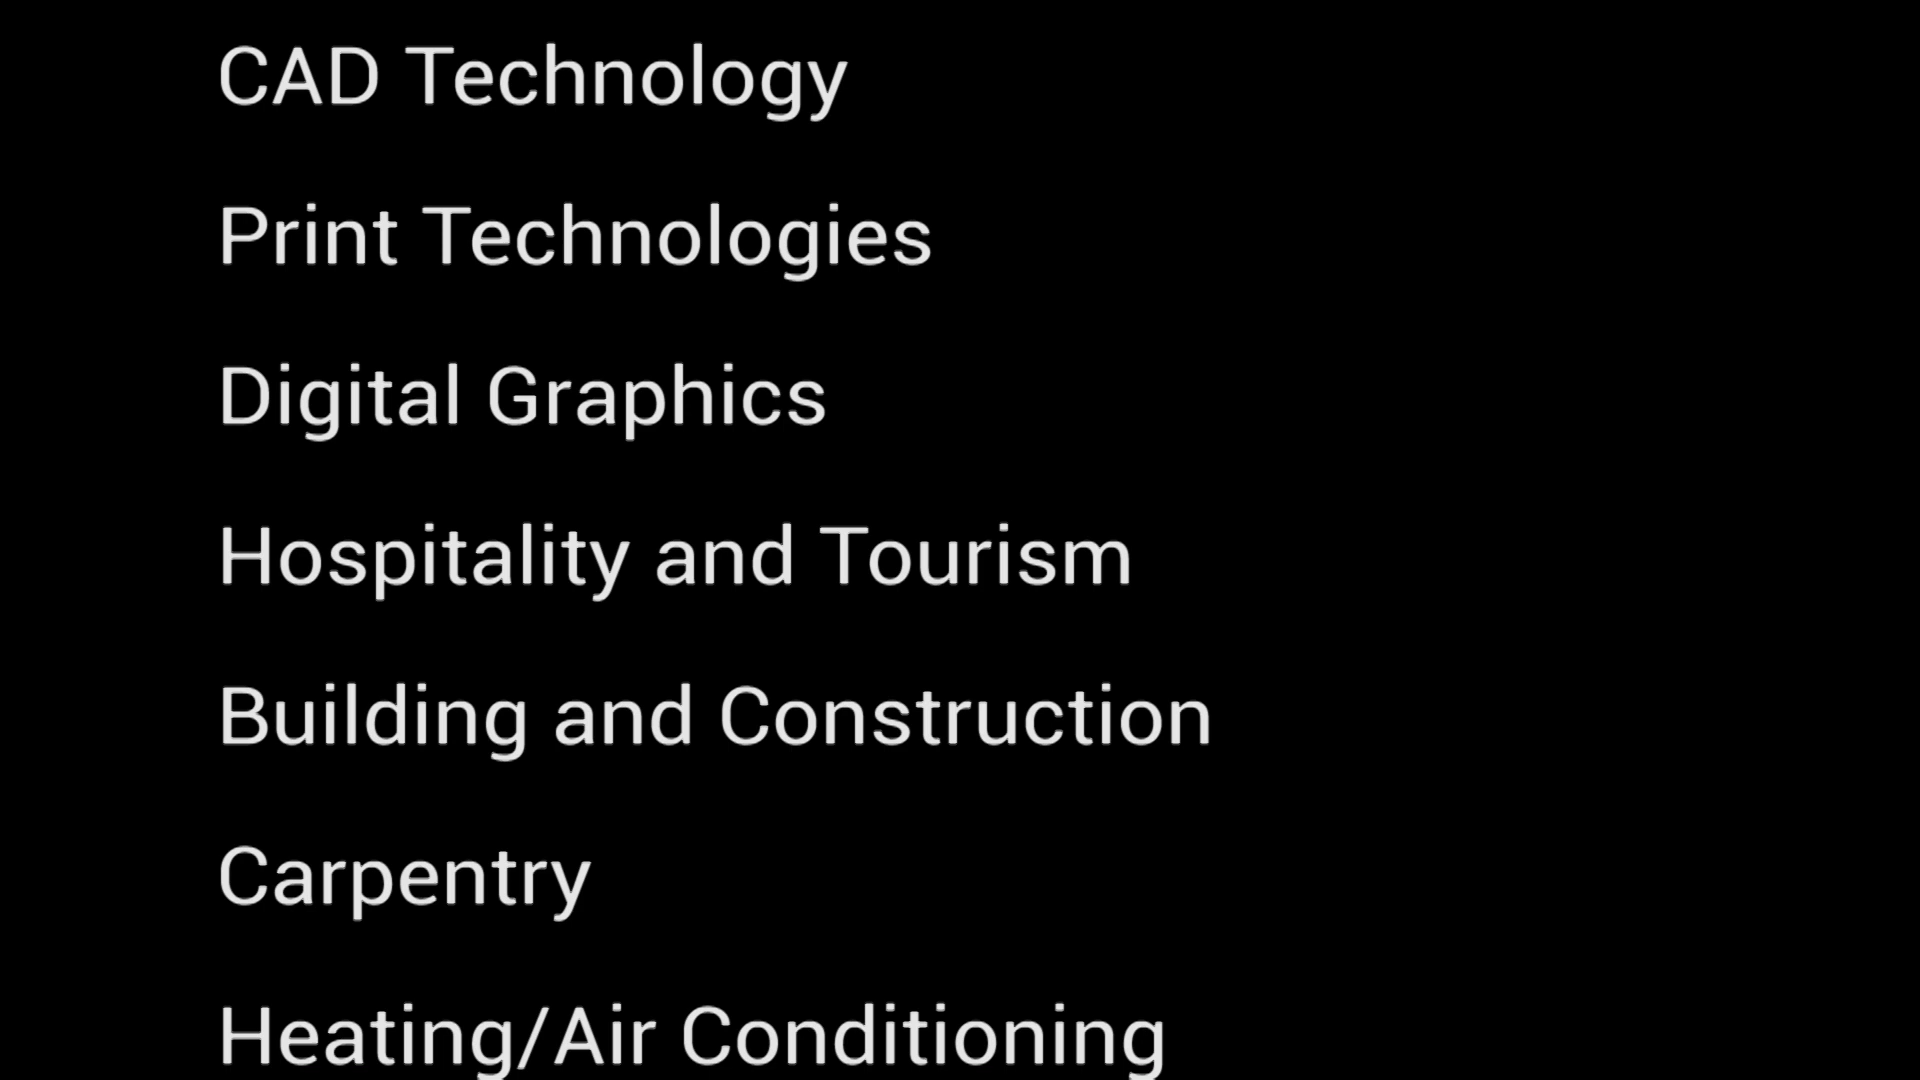 CAD Technology
Print Technologies
Digital Graphics
Hospitality and Tourism
Building and Construction
Carpentry
Heating/Air Conditioning